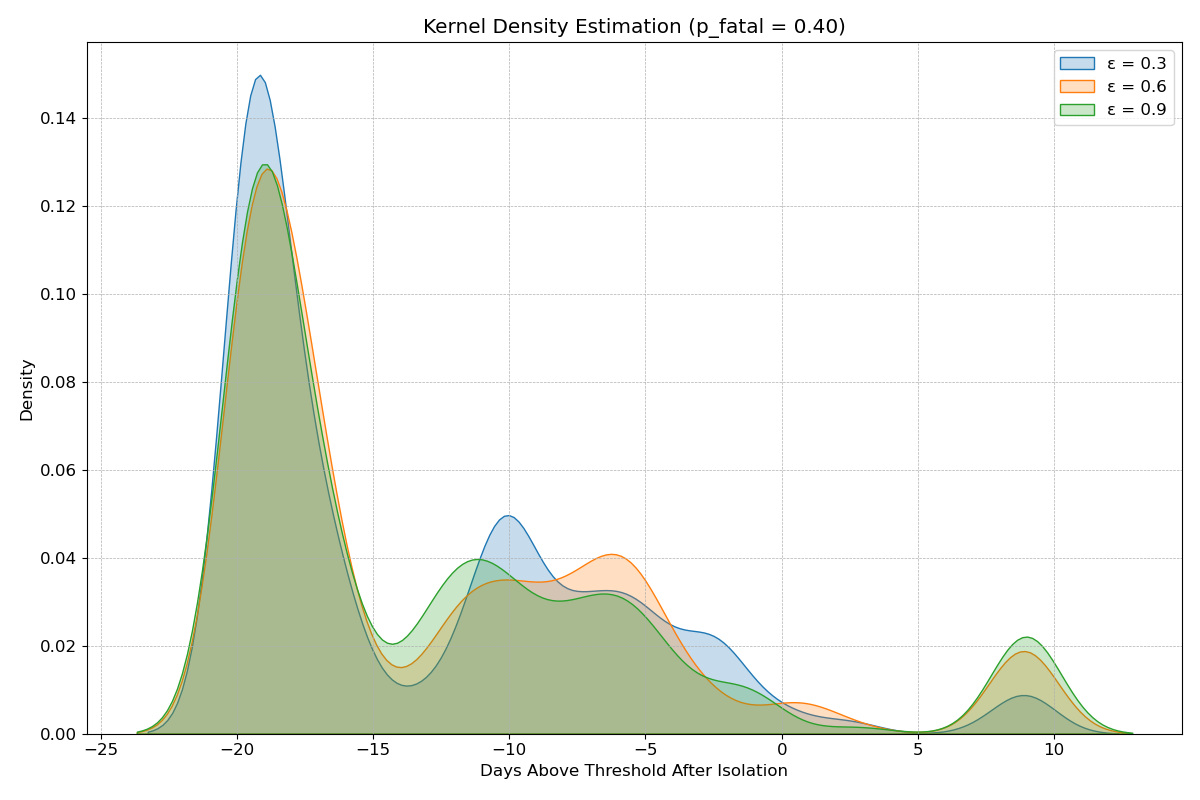 Kernel Density Estimation (p_fatal = 0.40)
ε = 0.3
ε = 0.6
ε = 0.9
Density
0.14
0.12
0.10
0.08
0.06
0.04
0.02
0.00
−25 −20 −15 −10 −5 0 5 10
Days Above Threshold After Isolation